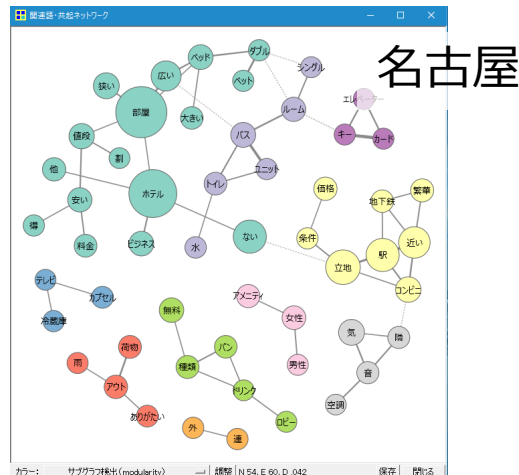 関連語・共起ネットワーク
名古屋
ベッド
ダブル
シングル
広い
ペット
狭い
エレベーター
部屋
大きい
ルーム
キー
カード
値段
バス
割
他
トイレ
ユニット
価格
繁華
地下鉄
安い
ホテル
得
料金
ビジネス
水
ない
条件
近い
駅
立地
コンビニ
テレビ
カプセル
冷蔵庫
アメニティ
無料
女性
気
隣
荷物
パン
雨
種類
男性
音
アウト
ドリンク
空調
ありがたい
ロビー
外
運
カラー:
サブグラフ検出(modularity)
調整
N 54, E 60, D .042
保存
閉じる